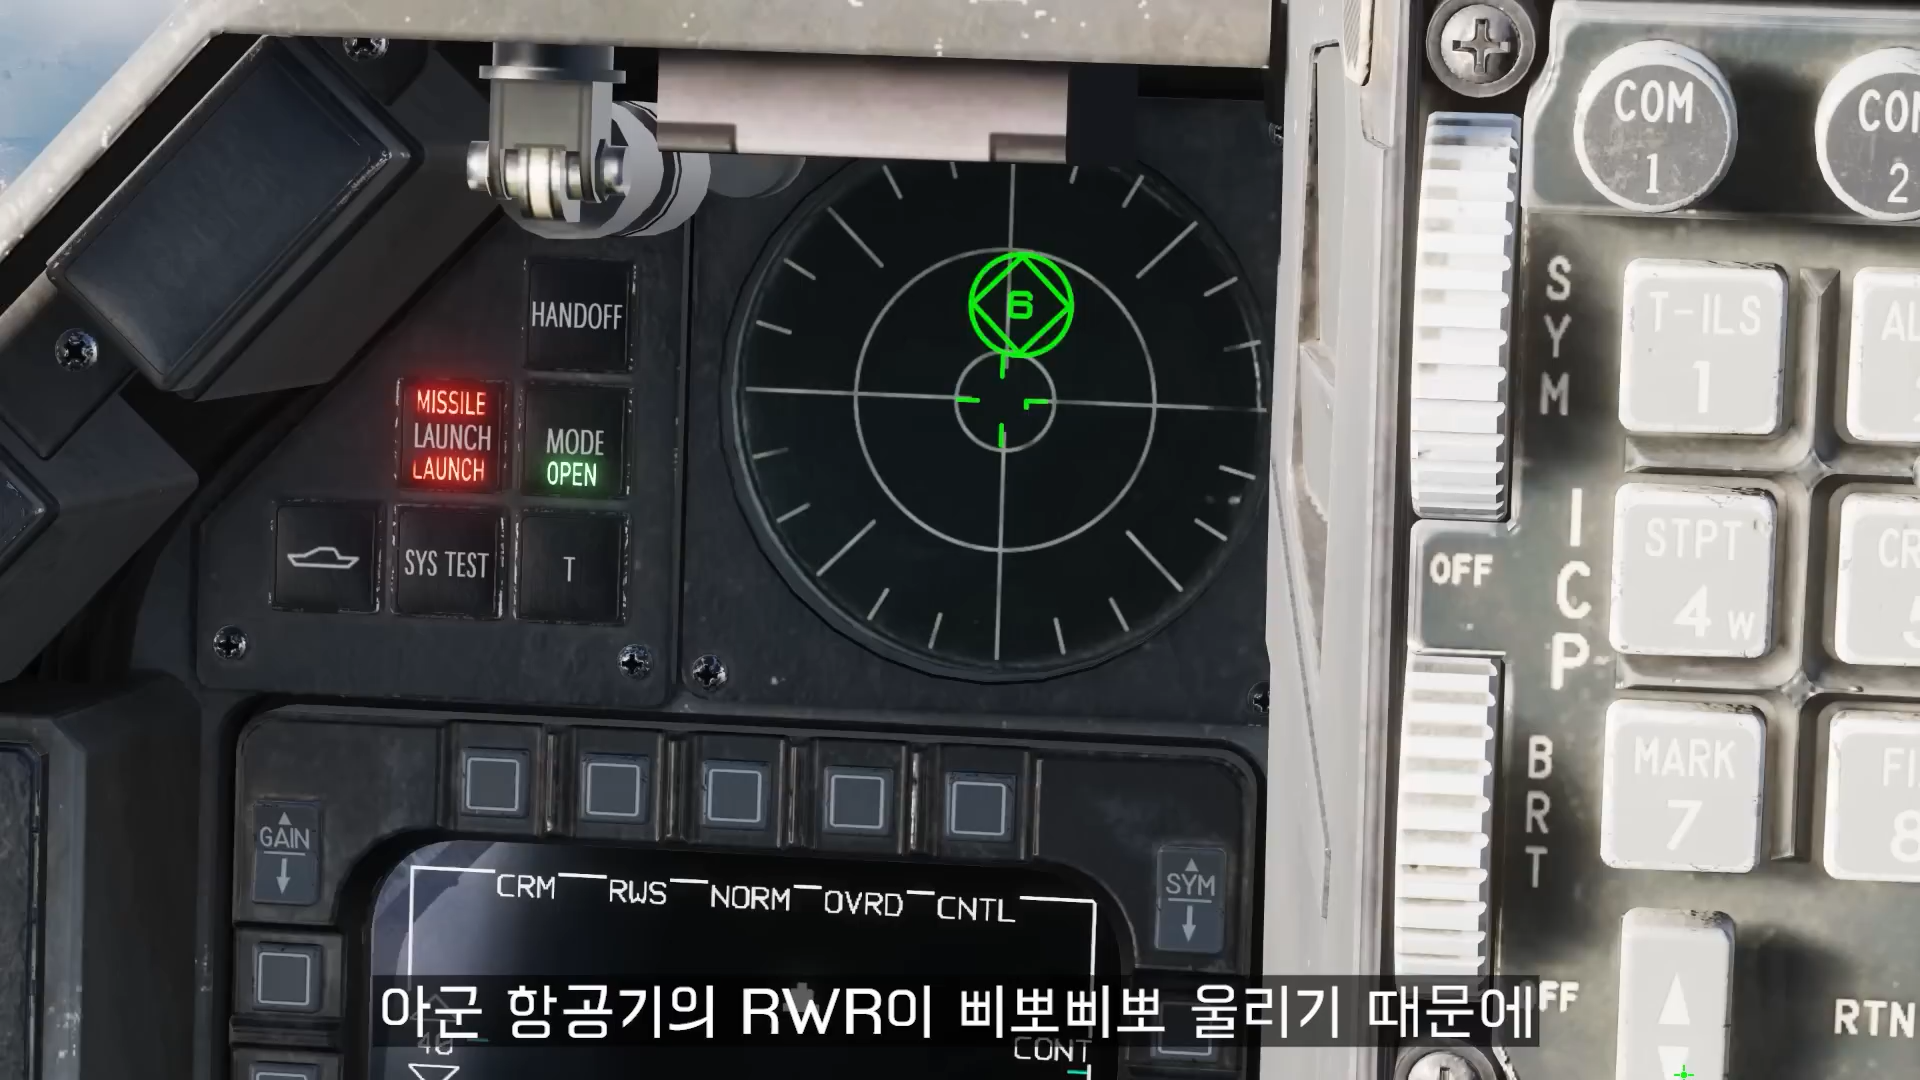 COM
1
2
HANDOFF
6
MISSILE
LAUNCH
LAUNCH
MODE
OPEN
SYS TEST
T
SYM
ICP
BRT
OFF
T-ILS
1
STPT
4 W
MARK
7
8
GAIN
SYM
CRM RWS NORM OVRD CNTL
아군 항공기의 RWR이 삐뽀삐뽀 울리기 때문에
CONT
RTN